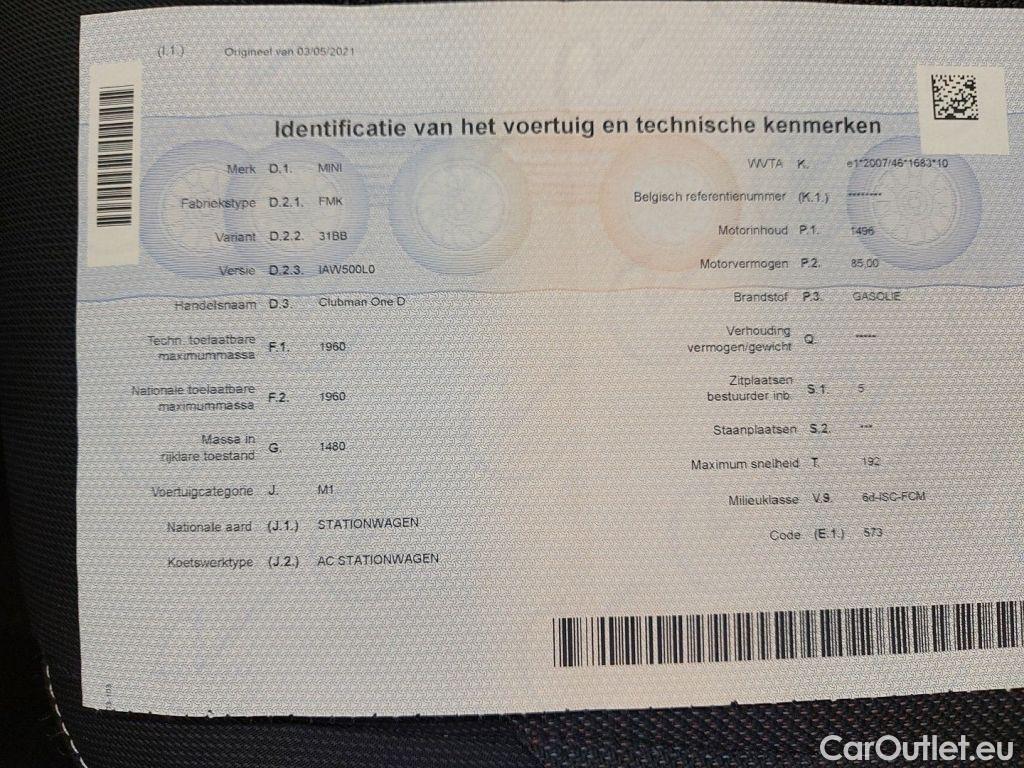 (I.1.) Origineel van 03/05/2021
Identificatie van het voertuig en technische kenmerken
Merk D.1. MINI
Fabriekstype D.2.1. FMK
Variant D.2.2. 31BB
Versie D.2.3. IAW500L0
Handelsnaam D.3. Clubman One D
Techn. toelaatbare
maximummassa F.1. 1960
Nationale toelaatbare
maximummassa F.2. 1960
Massa in
rijklare toestand G. 1480
Voertuigcategorie J. M1
Nationale aard (J.1.) STATIONWAGEN
Koetswerktype (J.2.) AC STATIONWAGEN
WVTA K. e1*2007/46*1683*10
Belgisch referentienummer (K.1.) ********
Motorinhoud P.1. 1496
Motorvermogen P.2. 85,00
Brandstof P.3. GASOLIE
Verhouding
vermogen/gewicht Q. *****
Zitplaatsen
bestuurder inb. S.1. 5
Staanplaatsen S.2. ***
Maximum snelheid T. 192
Milieuklasse V.9. 6d-ISC-FCM
Code (E.1.) 573
CarOutlet.eu